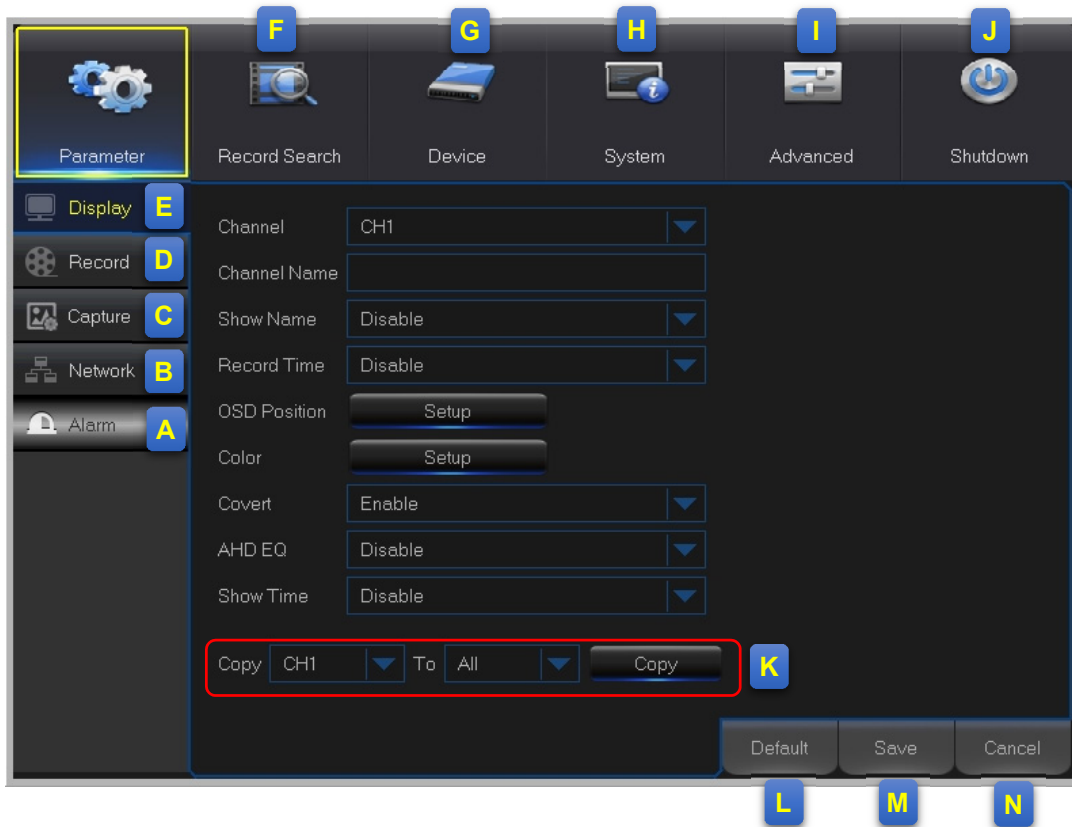 F G H I J
Parameter Record Search Device System Advanced Shutdown
Display E
Record D
Capture C
Network B
Alarm A
Channel CH1
Channel Name
Show Name Disable
Record Time Disable
OSD Position Setup
Color Setup
Covert Enable
AHD EQ Disable
Show Time Disable
Copy CH1 To All Copy K
Default Save Cancel
L M N